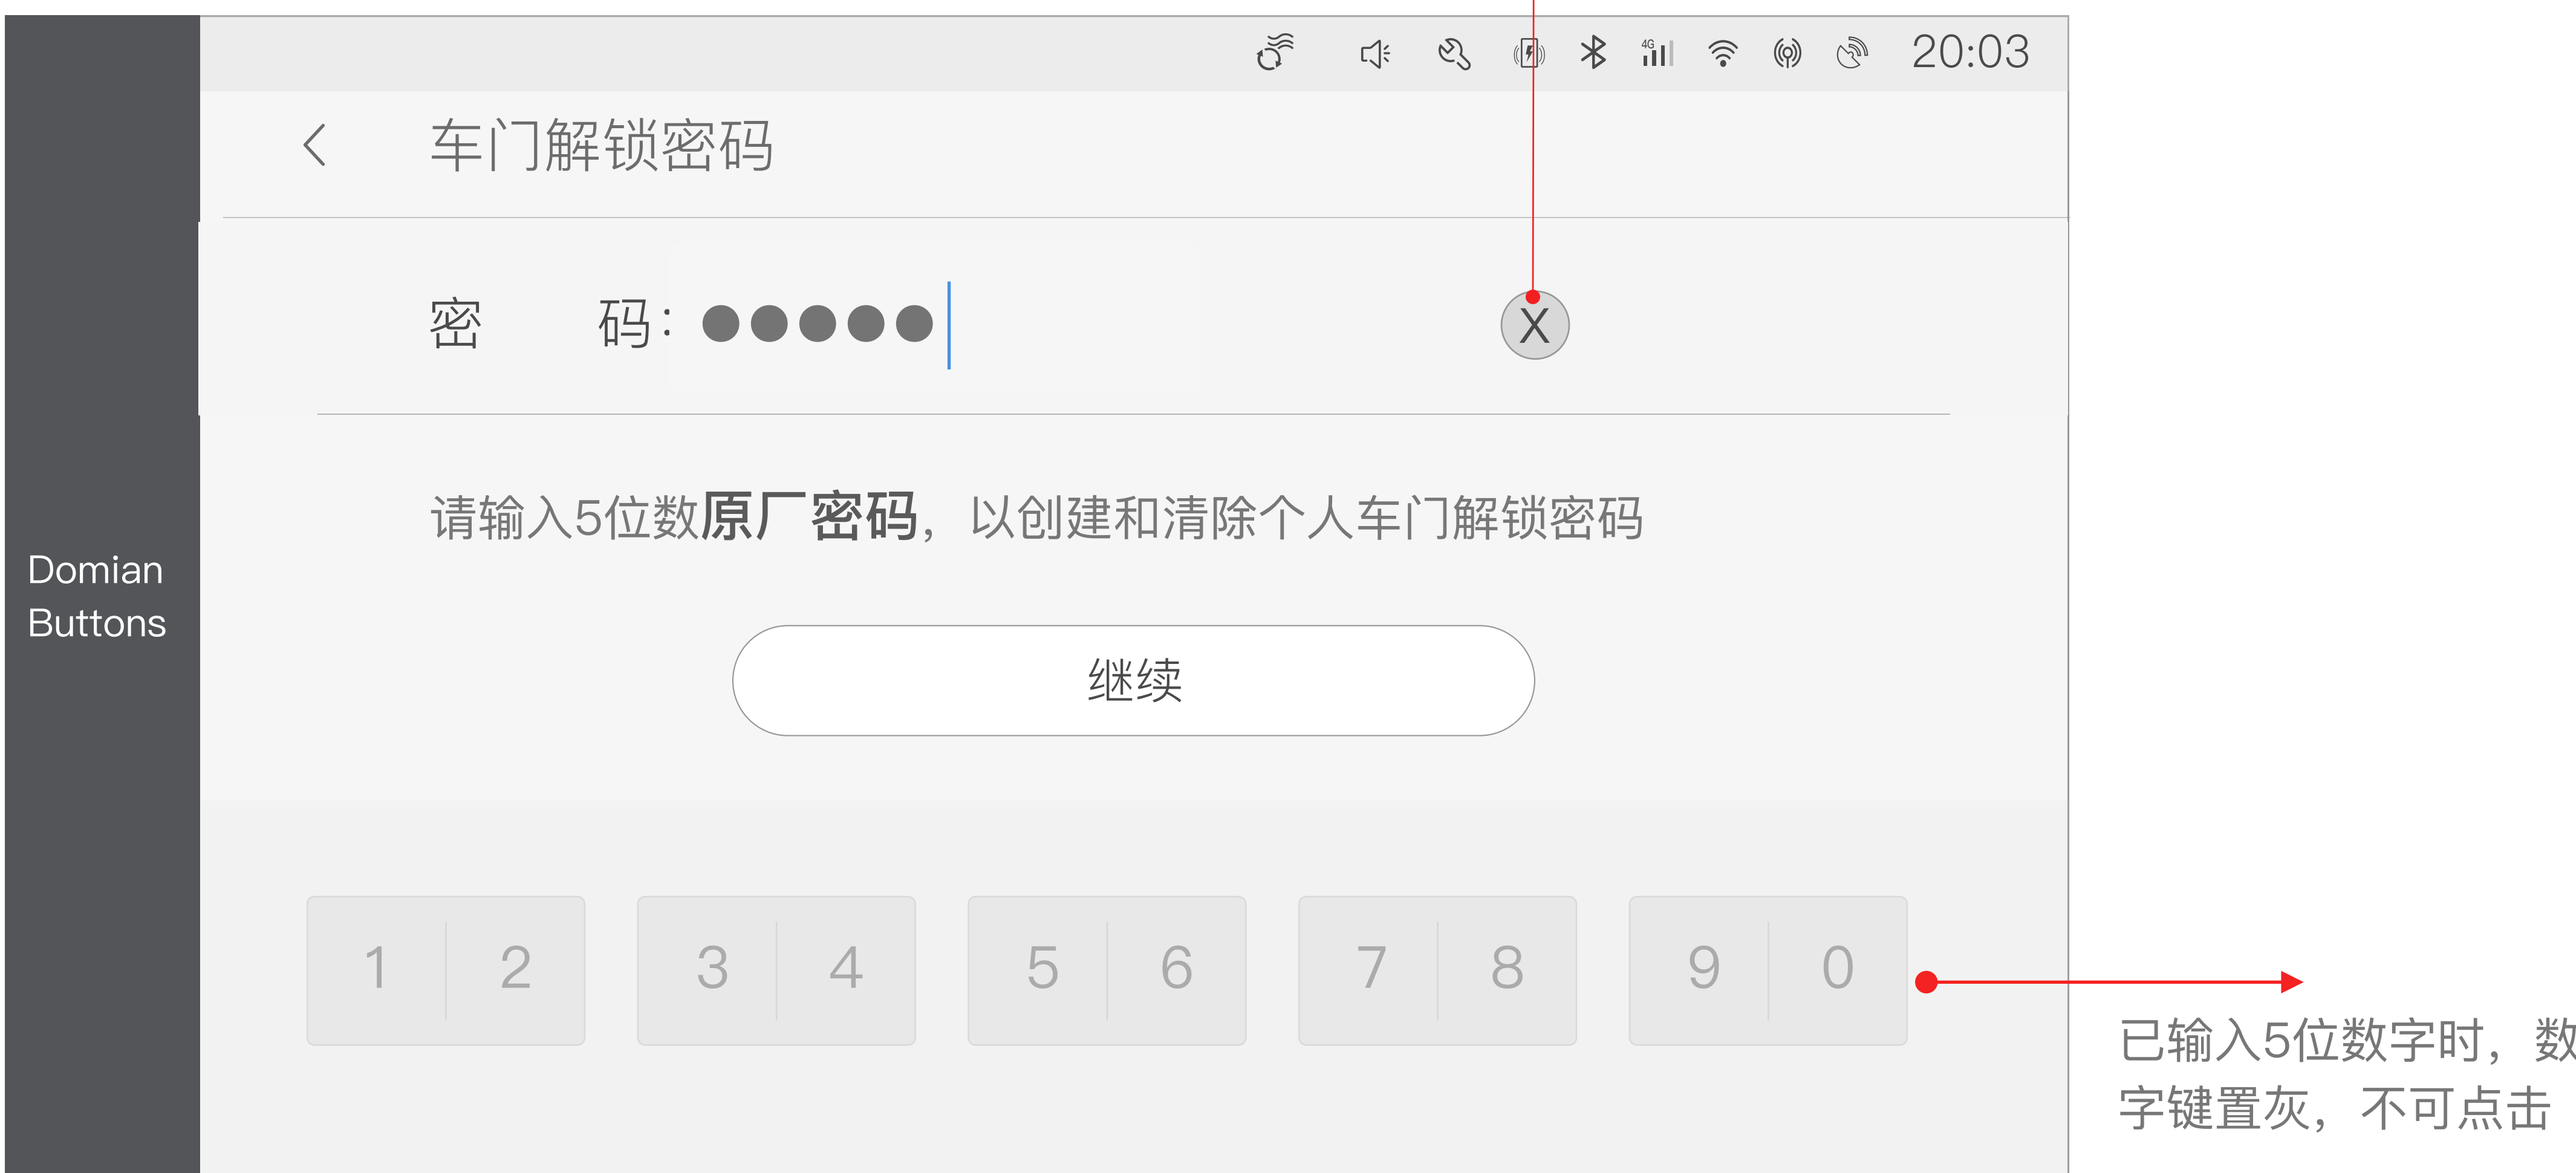 4G 20:03
车门解锁密码
密 码: X
请输入5位数原厂密码，以创建和清除个人车门解锁密码
Domian
Buttons
继续
1 2 3 4 5 6 7 8 9 0
已输入5位数字时，数
字键置灰，不可点击